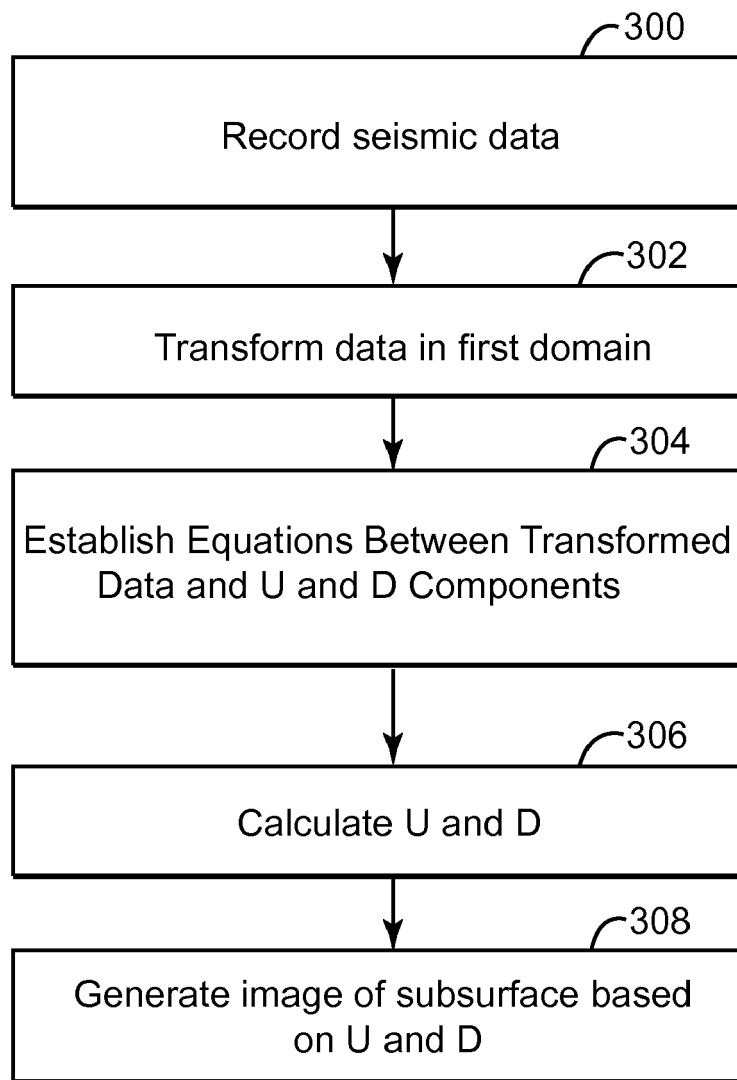 300
Record seismic data
302
Transform data in first domain
304
Establish Equations Between Transformed
Data and U and D Components
306
Calculate U and D
308
Generate image of subsurface based
on U and D